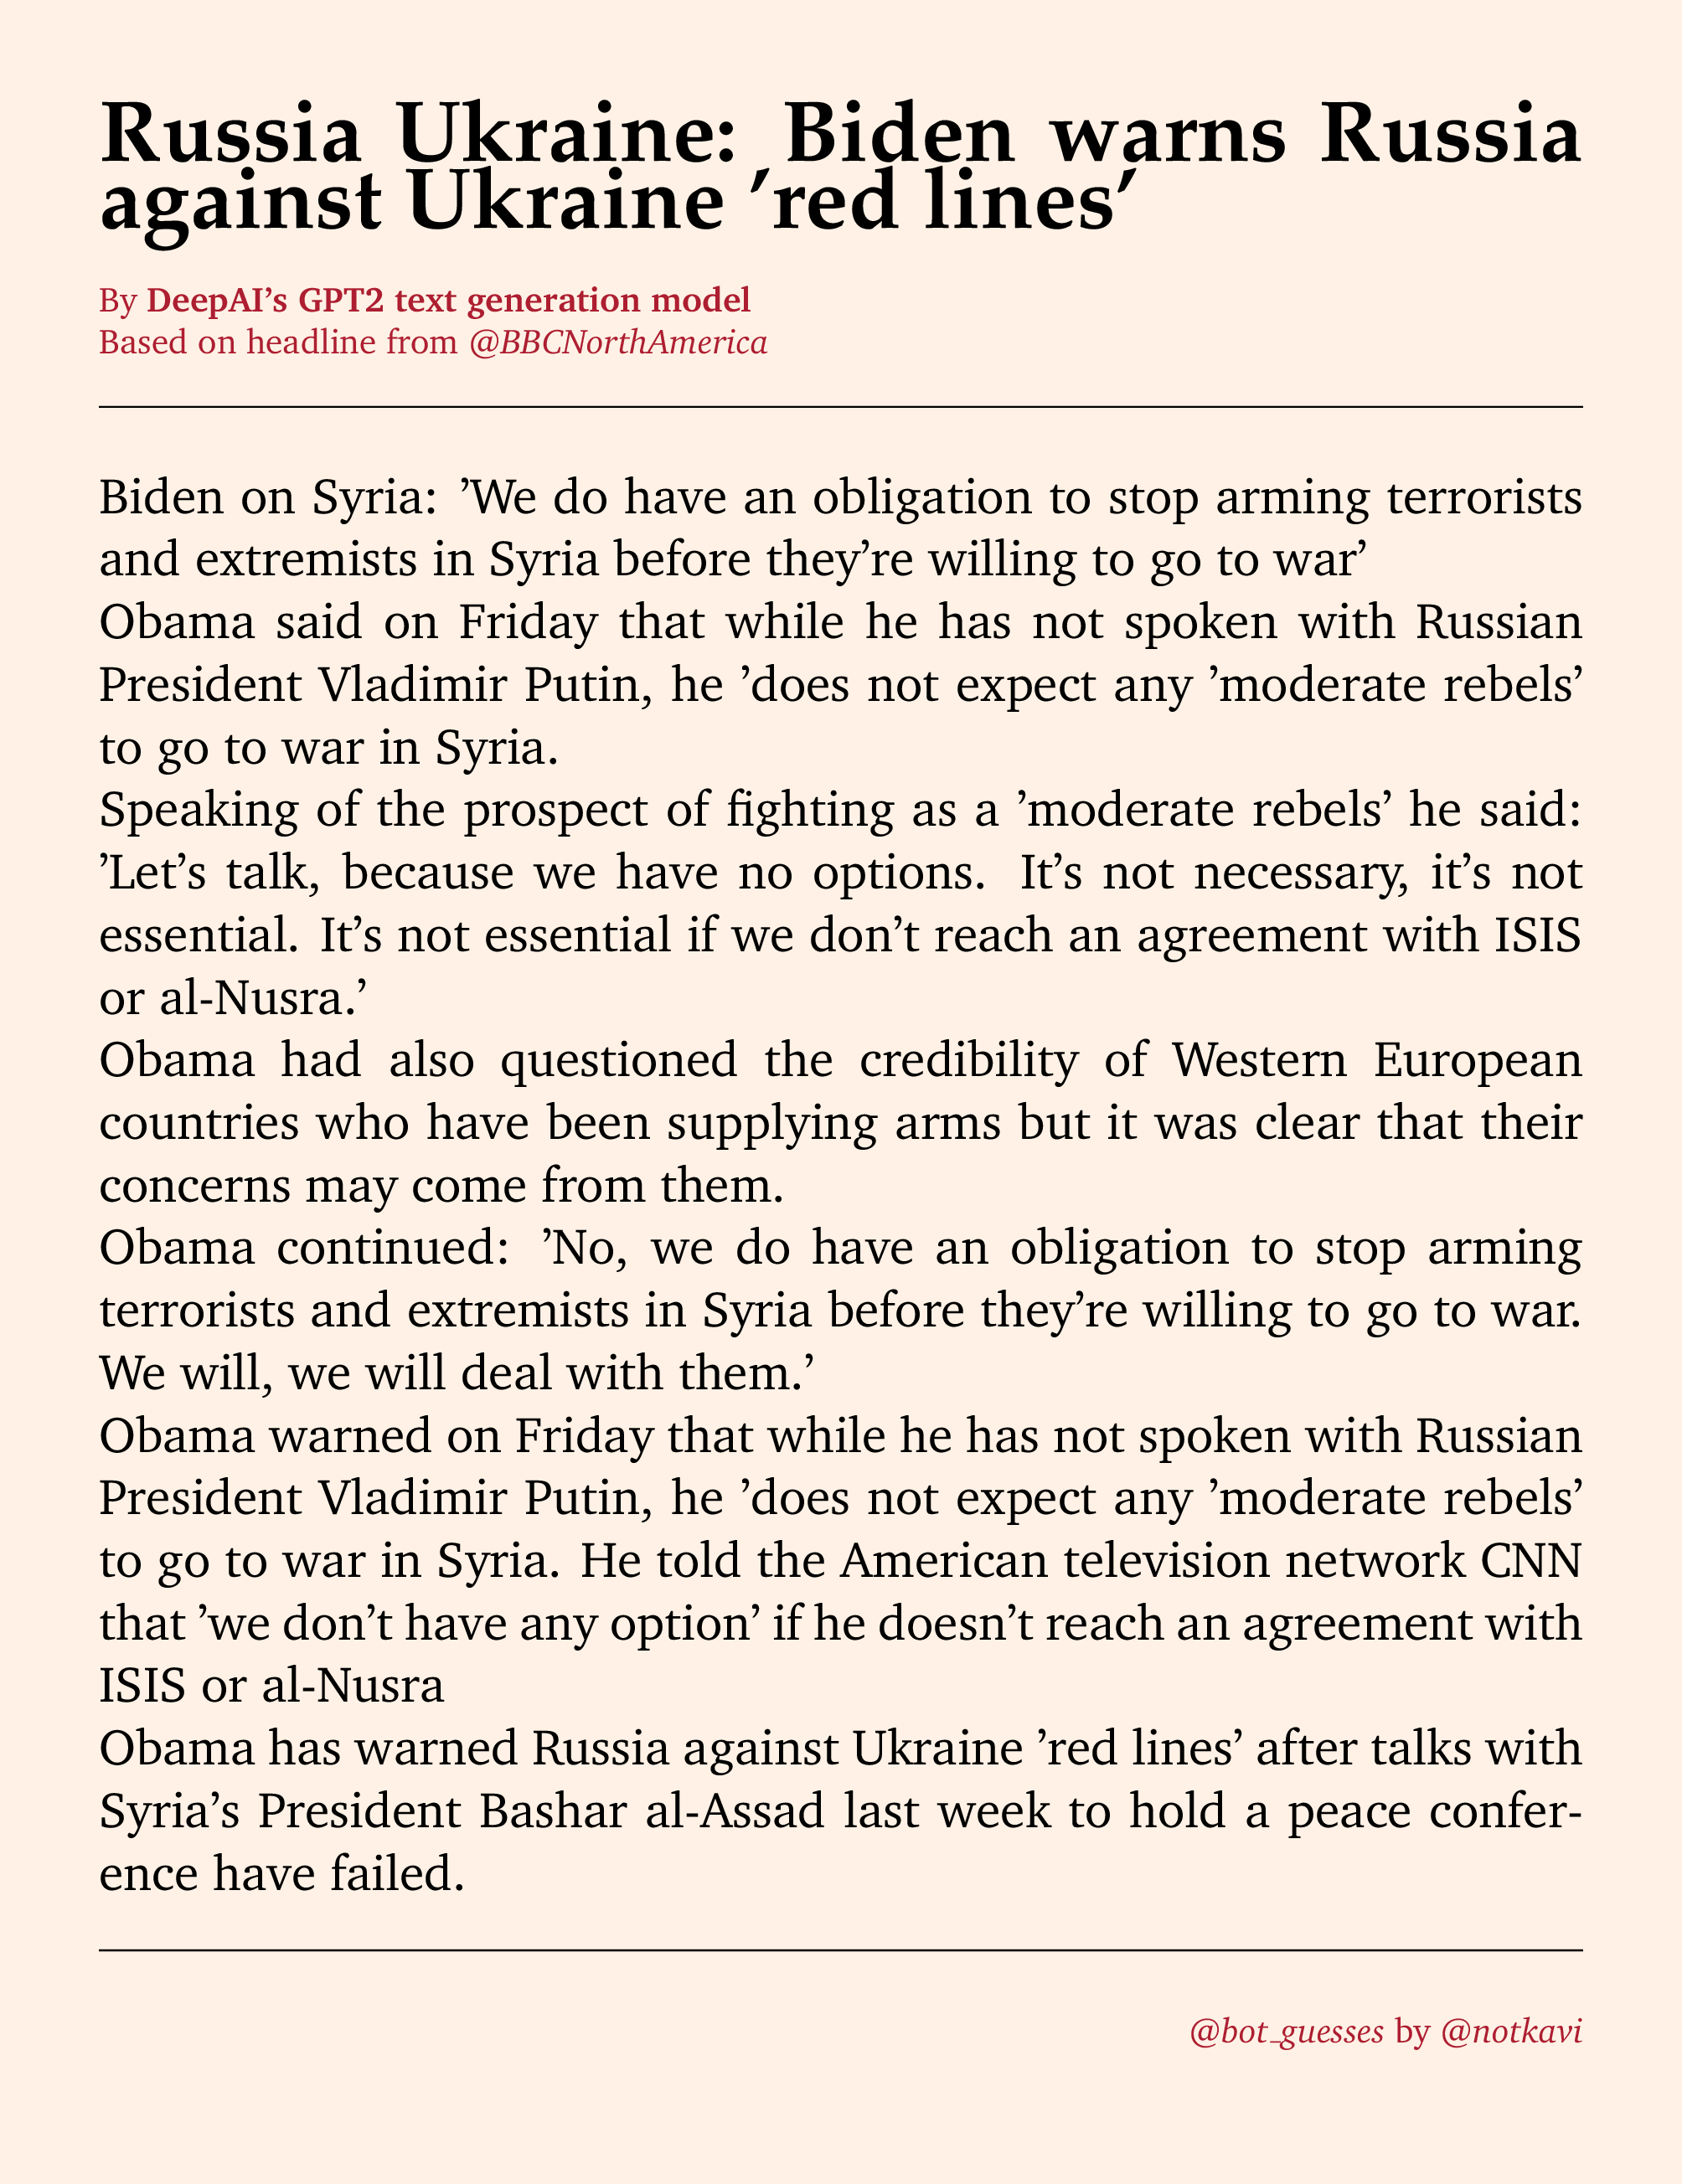 Russia Ukraine: Biden warns Russia
against Ukraine ’red lines’
By DeepAI’s GPT2 text generation model
Based on headline from @BBCNorthAmerica
Biden on Syria: ’We do have an obligation to stop arming terrorists
and extremists in Syria before they’re willing to go to war’
Obama said on Friday that while he has not spoken with Russian
President Vladimir Putin, he ’does not expect any ’moderate rebels’
to go to war in Syria.
Speaking of the prospect of fighting as a ’moderate rebels’ he said:
’Let’s talk, because we have no options. It’s not necessary, it’s not
essential. It’s not essential if we don’t reach an agreement with ISIS
or al-Nusra.’
Obama had also questioned the credibility of Western European
countries who have been supplying arms but it was clear that their
concerns may come from them.
Obama continued: ’No, we do have an obligation to stop arming
terrorists and extremists in Syria before they’re willing to go to war.
We will, we will deal with them.’
Obama warned on Friday that while he has not spoken with Russian
President Vladimir Putin, he ’does not expect any ’moderate rebels’
to go to war in Syria. He told the American television network CNN
that ’we don’t have any option’ if he doesn’t reach an agreement with
ISIS or al-Nusra
Obama has warned Russia against Ukraine ’red lines’ after talks with
Syria’s President Bashar al-Assad last week to hold a peace confer-
ence have failed.
@bot_guesses by @notkavi